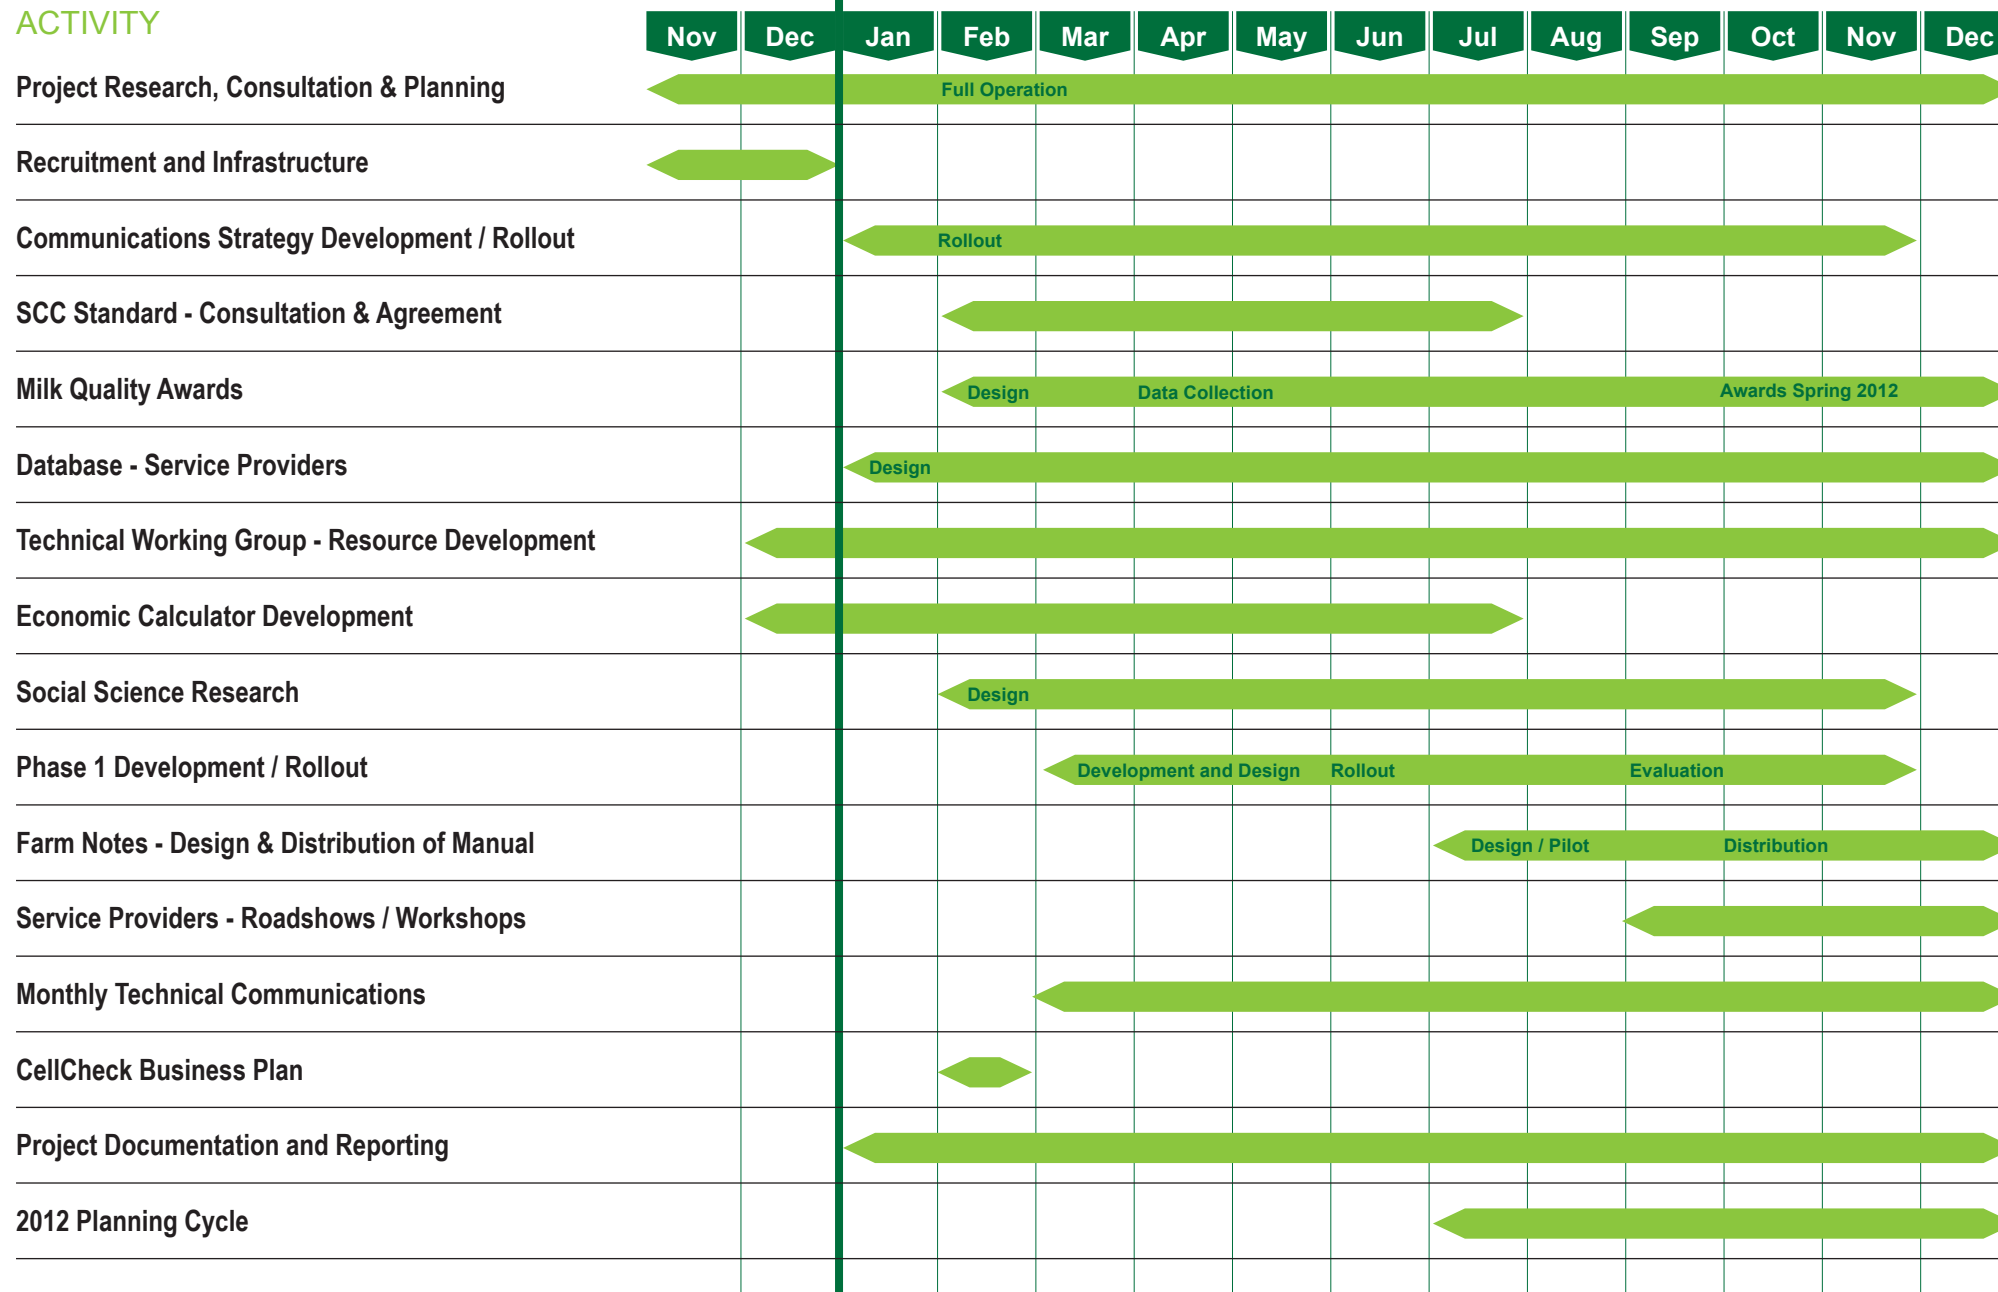 ACTIVITY
Nov Dec Jan Feb Mar Apr May Jun Jul Aug Sep Oct Nov Dec
Project Research, Consultation & Planning
Full Operation
Recruitment and Infrastructure
Communications Strategy Development / Rollout
Rollout
SCC Standard - Consultation & Agreement
Milk Quality Awards
Design Data Collection Awards Spring 2012
Database - Service Providers
Design
Technical Working Group - Resource Development
Economic Calculator Development
Social Science Research
Design
Phase 1 Development / Rollout
Development and Design Rollout Evaluation
Farm Notes - Design & Distribution of Manual
Design / Pilot Distribution
Service Providers - Roadshows / Workshops
Monthly Technical Communications
CellCheck Business Plan
Project Documentation and Reporting
2012 Planning Cycle